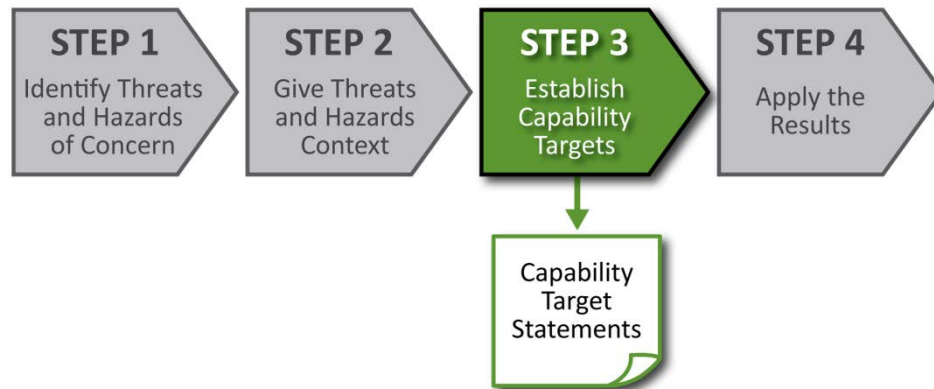 STEP 1
Identify Threats
and Hazards
of Concern
STEP 2
Give Threats
and Hazards
Context
STEP 3
Establish
Capability
Targets
STEP 4
Apply the
Results
Capability
Target
Statements